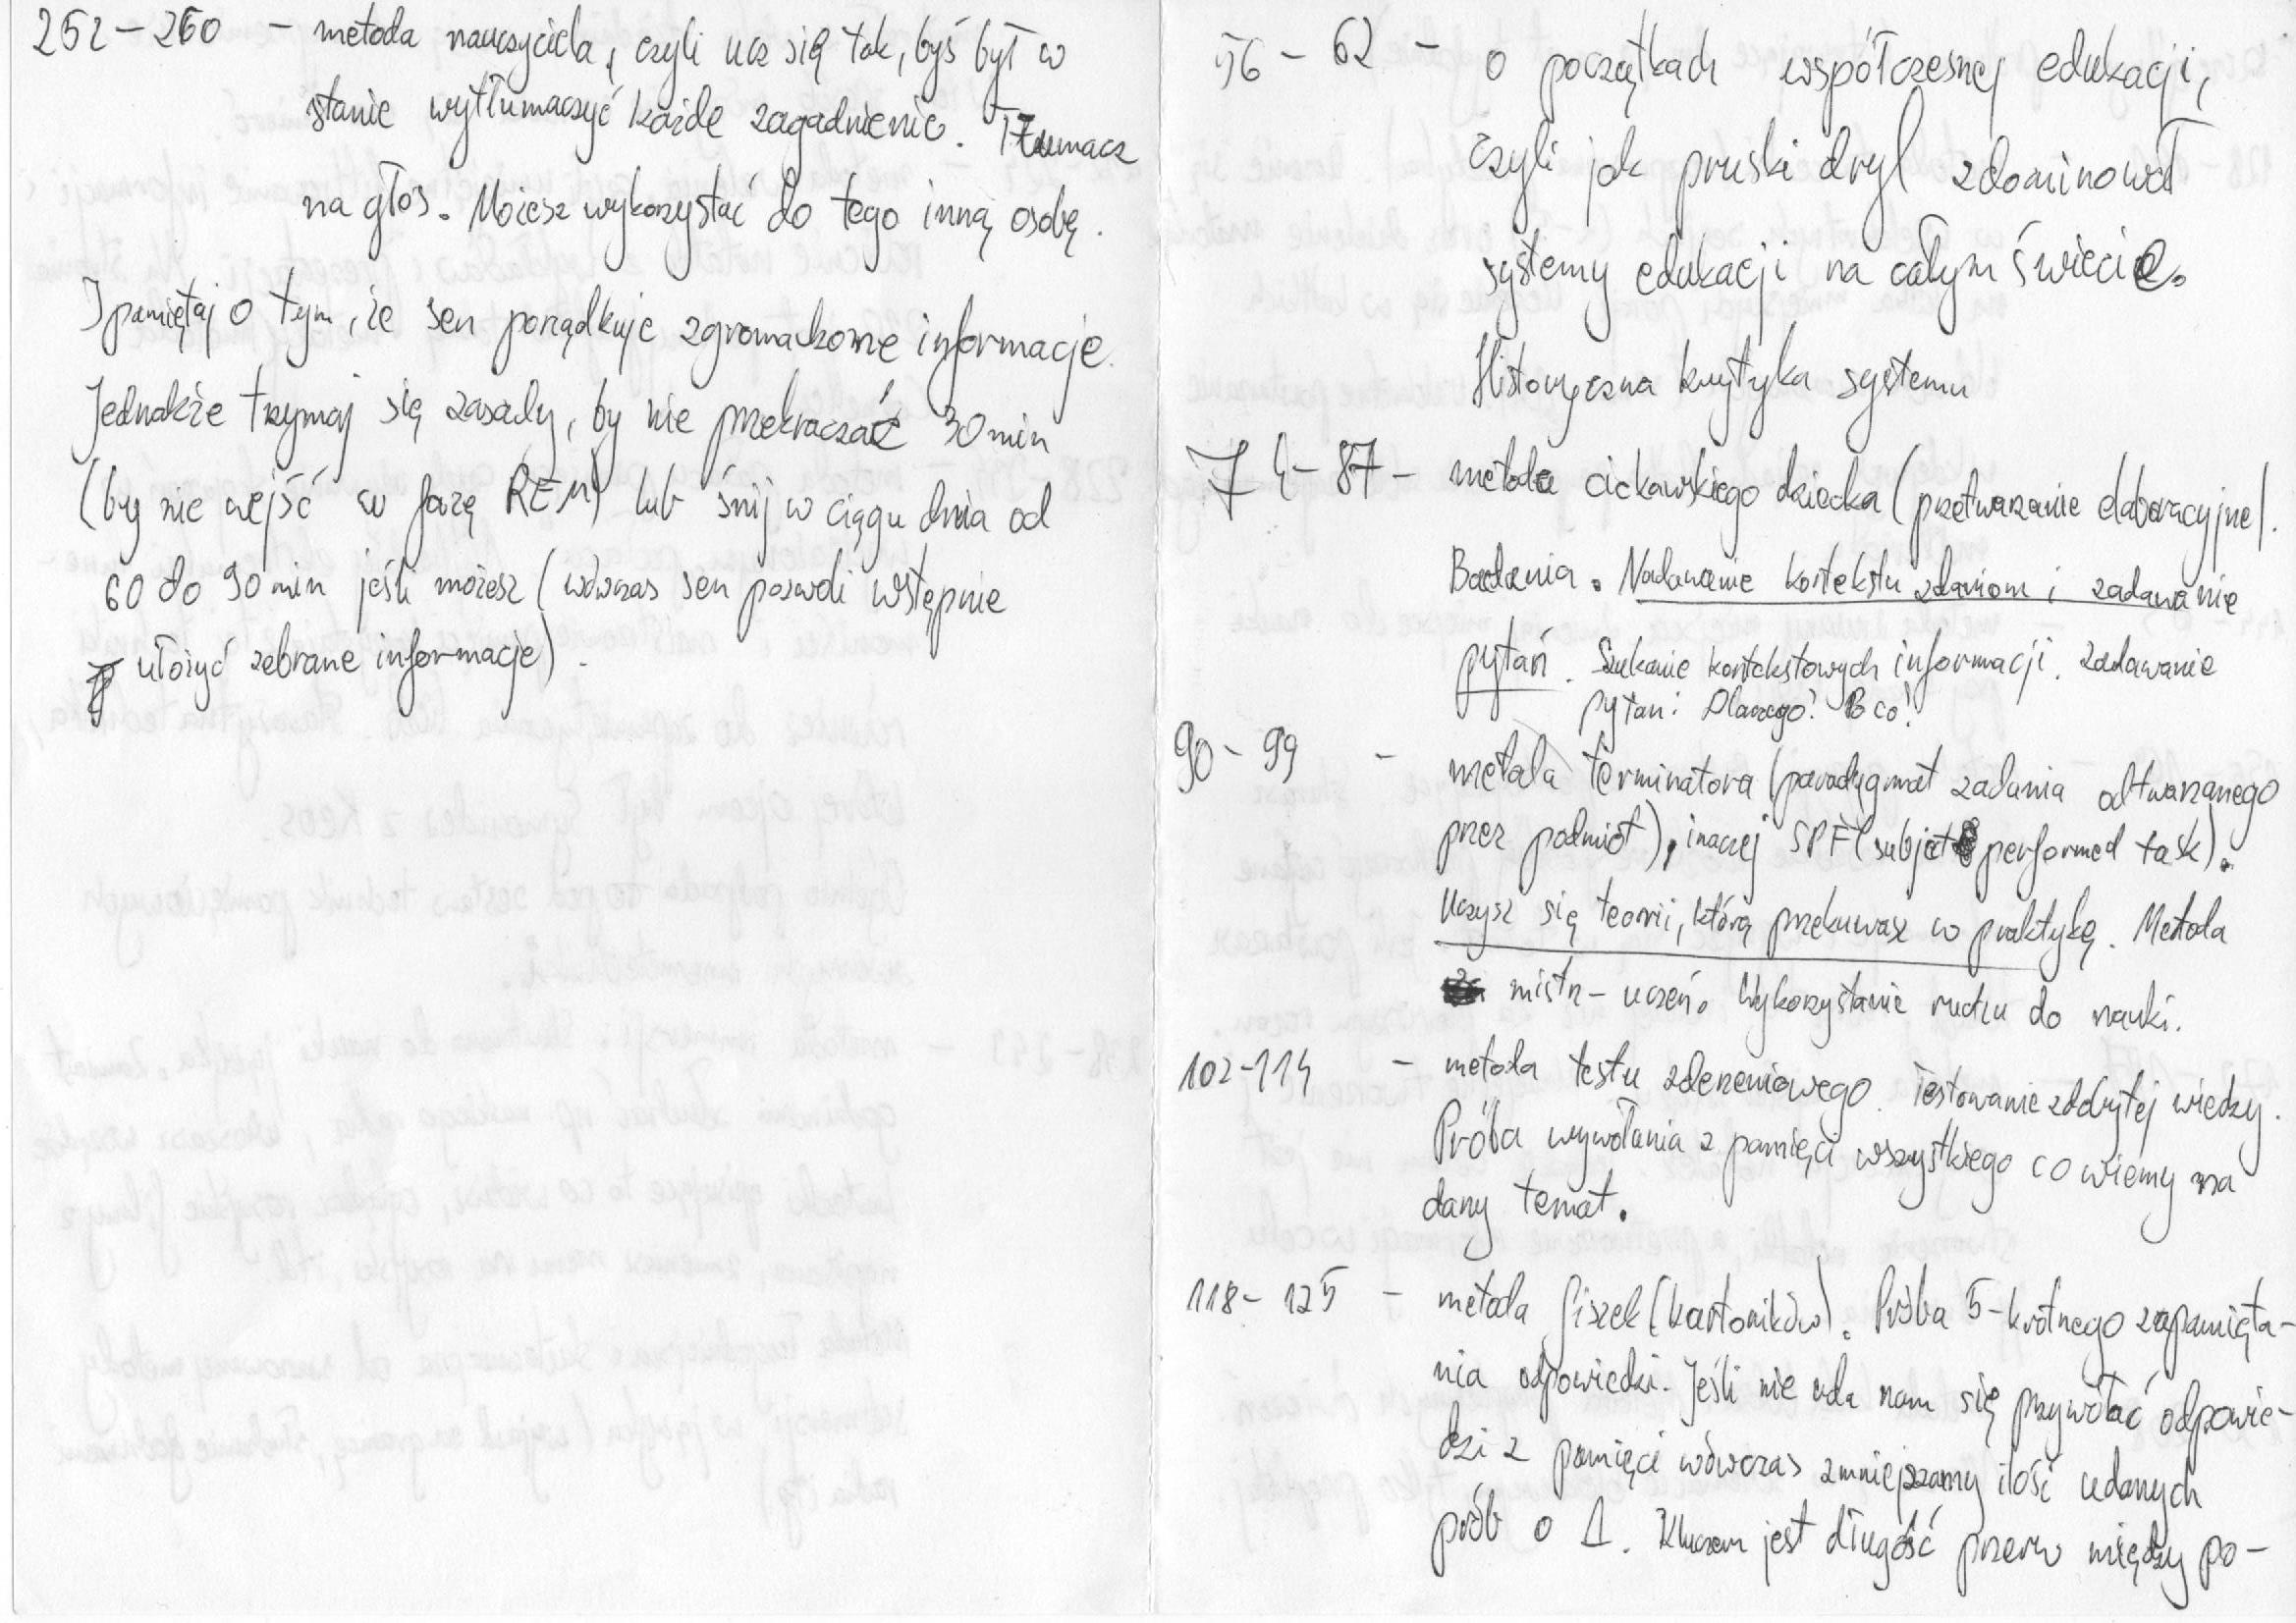 252-260 - metoda nauczyciela, czyli ucz się tak, byś był w
stanie wytłumaczyć każde zagadnienie. Tłumacz
na głos. Możesz wykorzystać do tego inną osobę.
I pamiętaj o tym, że sen porządkuje zgromadzone informacje.
Jednakże trzymaj się zasady, by nie przekraczać 30 min
(by nie wejść w fazę REM) lub śnij w ciągu dnia od
60 do 90 min jeśli możesz (wówczas sen pozwoli wstępnie
ułożyć zebrane informacje).
56 - 62 - o początkach współczesnej edukacji,
czyli jak pruski dryl zdominował
systemy edukacji na całym świecie.
Historyczna krytyka systemu
74-87 - metoda ciekawskiego dziecka (przetwarzanie elaboracyjne).
Badania. Nadawanie kontekstu zdaniom i zadawanie
pytań. Szukanie kontekstowych informacji. Zadawanie
pytań: Dlaczego? Po co?
90 - 99 - metoda terminatora (paradygmat zadania odtwarzanego
przez podmiot), inaczej SPT (subject performed task).
Uczysz się teorii, którą przekuwasz w praktykę. Metoda
mistrz - uczeń. Wykorzystanie ruchu do nauki.
102-114 - metoda testu zderzeniowego. Testowanie zdobytej wiedzy.
Próba wywołania z pamięci wszystkiego co wiemy na
dany temat.
118- 125 - metoda fiszek (kartoników). Próba 5-krotnego zapamięta-
nia odpowiedzi. Jeśli nie uda nam się przywołać odpowie-
dzi z pamięci wówczas zmniejszamy ilość udanych
prób o 1. Kluczem jest długość przerw między po-